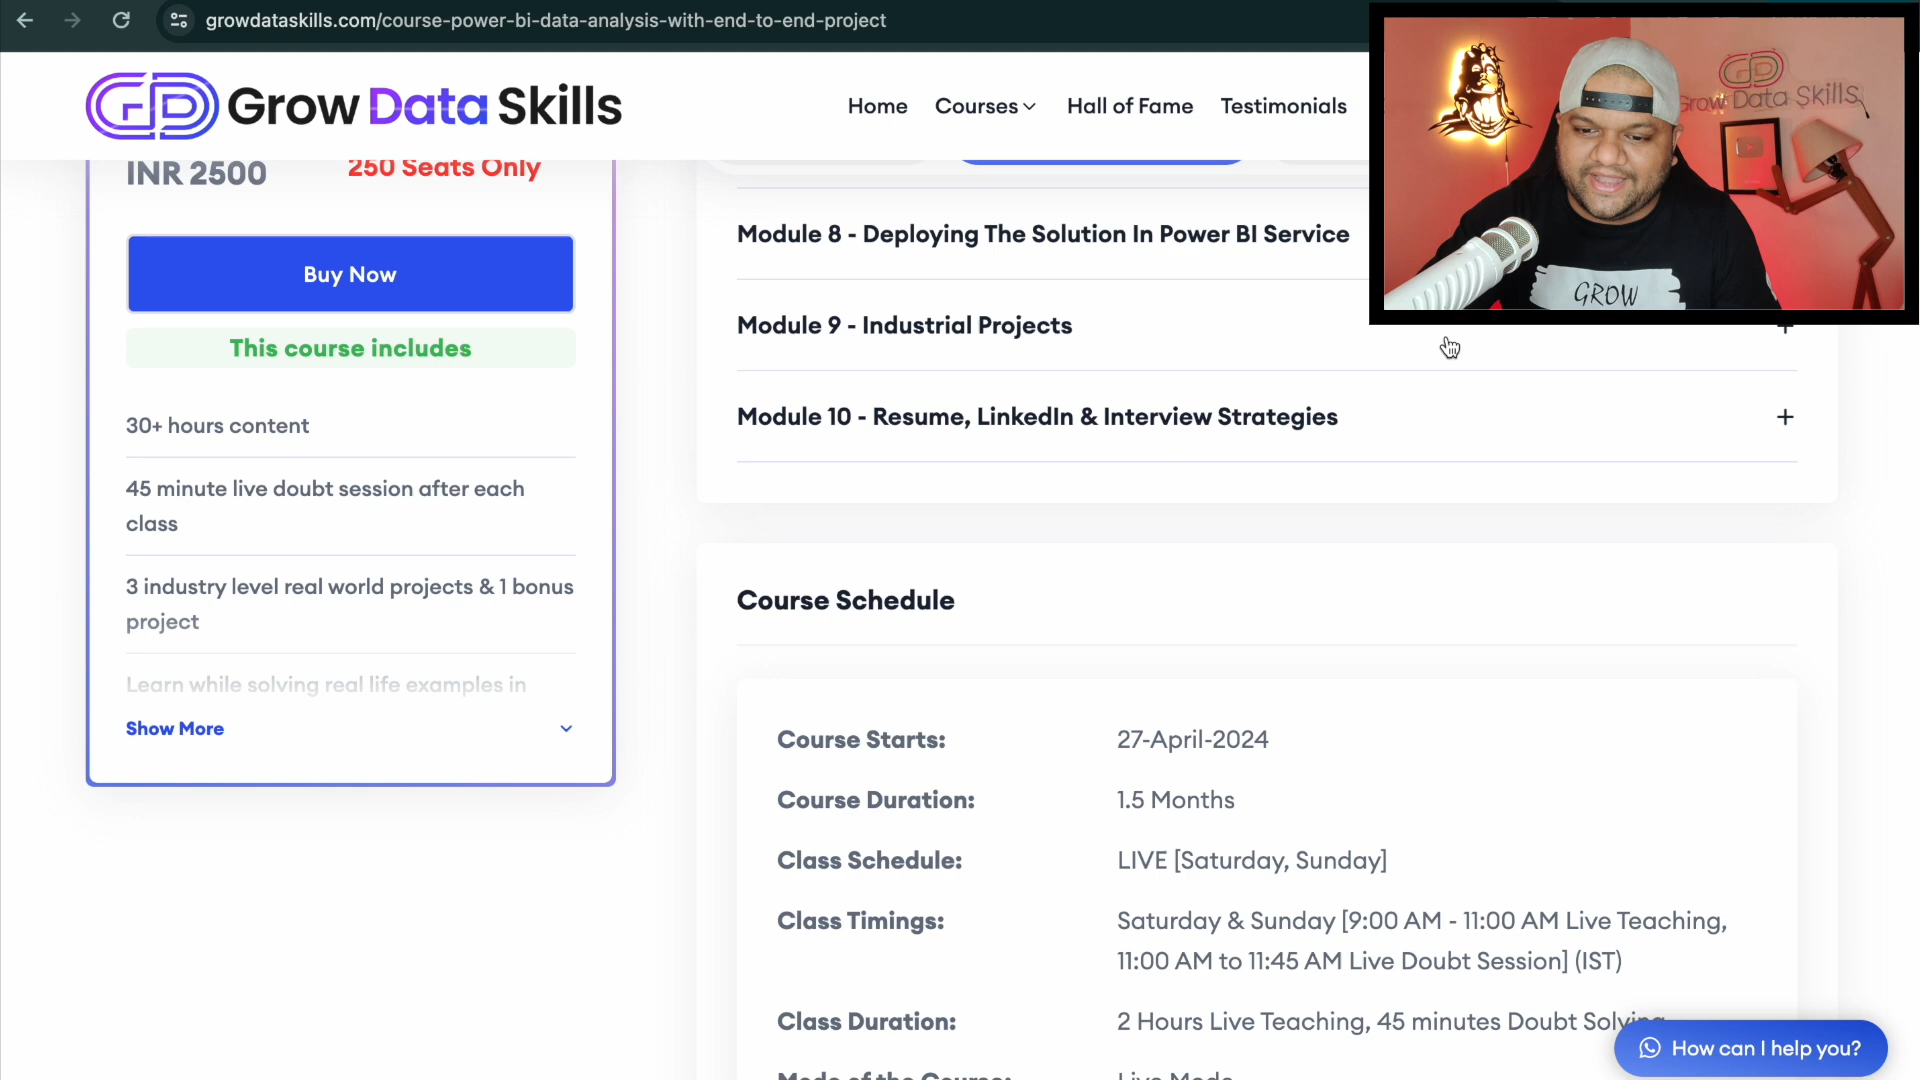 growdataskills.com/course-power-bi-data-analysis-with-end-to-end-project
Grow Data Skills
Home
Courses
Hall of Fame
Testimonials
Grow Data Skills
GROW
INR 2500
250 Seats Only
Buy Now
This course includes
30+ hours content
45 minute live doubt session after each
class
3 industry level real world projects & 1 bonus
project
Learn while solving real life examples in
Show More
Module 8 - Deploying The Solution In Power BI Service
Module 9 - Industrial Projects
Module 10 - Resume, LinkedIn & Interview Strategies
Course Schedule
Course Starts: 27-April-2024
Course Duration: 1.5 Months
Class Schedule: LIVE [Saturday, Sunday]
Class Timings: Saturday & Sunday [9:00 AM - 11:00 AM Live Teaching,
11:00 AM to 11:45 AM Live Doubt Session] (IST)
Class Duration: 2 Hours Live Teaching, 45 minutes Doubt Solving
Mode of the Course: Live Mode
How can I help you?